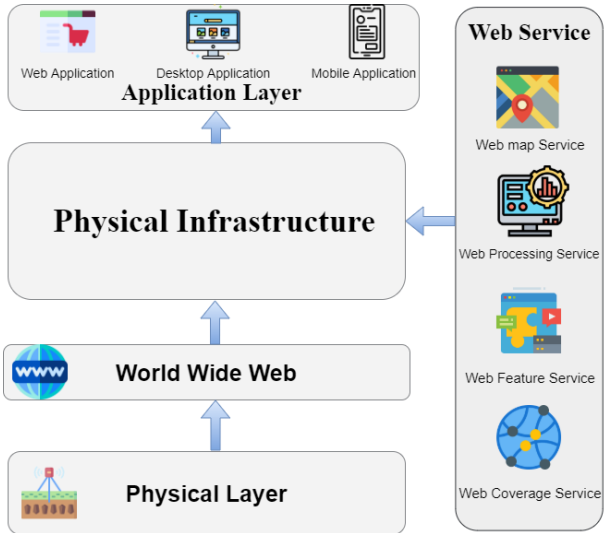 Web Application
Desktop Application
Mobile Application
Application Layer
Physical Infrastructure
WWW
World Wide Web
Physical Layer
Web Service
Web map Service
Web Processing Service
Web Feature Service
Web Coverage Service